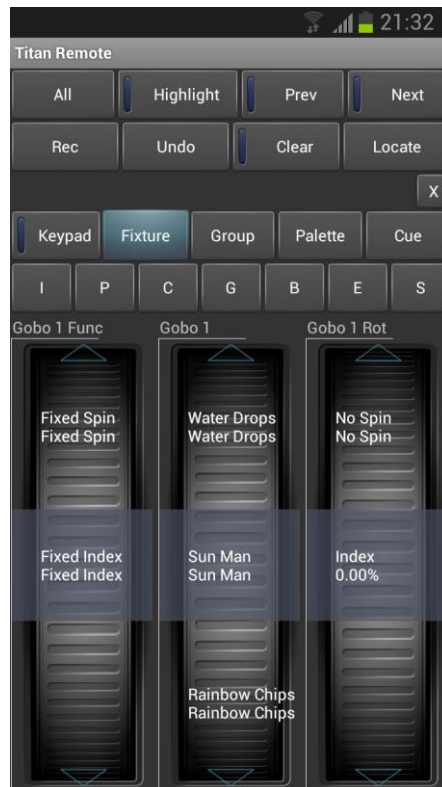 21:32
Titan Remote
All Highlight Prev Next
Rec Undo Clear Locate
X
Keypad Fixture Group Palette Cue
I P C G B E S
Gobo 1 Func Gobo 1 Gobo 1 Rot
Fixed Spin Water Drops No Spin
Fixed Spin Water Drops No Spin
Fixed Index Sun Man Index
Fixed Index Sun Man 0.00%
Rainbow Chips
Rainbow Chips